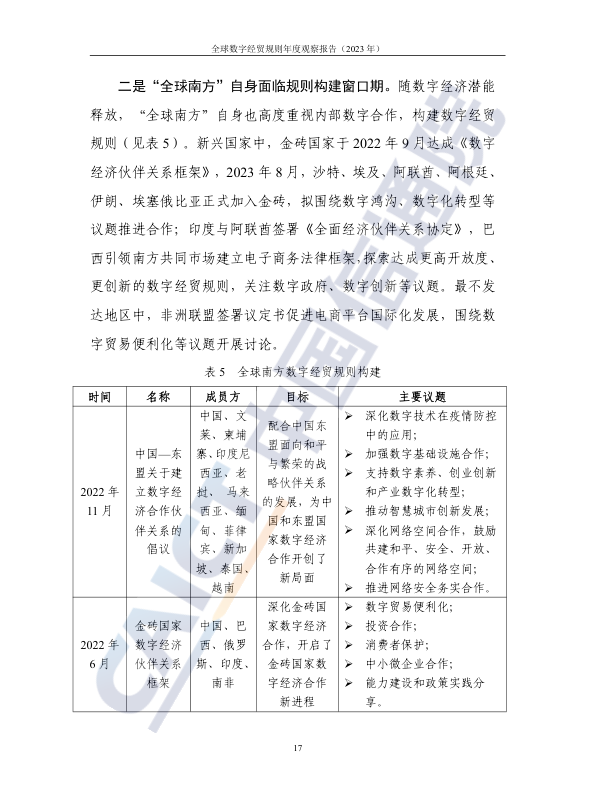 全球数字经贸规则年度观察报告（2023 年）
二是“全球南方”自身面临规则构建窗口期。随数字经济潜能
释放，“全球南方”自身也高度重视内部数字合作，构建数字经贸
规则（见表 5）。新兴国家中，金砖国家于 2022 年 9 月达成《数字
经济伙伴关系框架》，2023 年 8 月，沙特、埃及、阿联酋、阿根廷、
伊朗、埃塞俄比亚正式加入金砖，拟围绕数字鸿沟、数字化转型等
议题推进合作；印度与阿联酋签署《全面经济伙伴关系协定》，巴
西引领南方共同市场建立电子商务法律框架，探索达成更高开放度、
更创新的数字经贸规则，关注数字政府、数字创新等议题。最不发
达地区中，非洲联盟签署议定书促进电商平台国际化发展，围绕数
字贸易便利化等议题开展讨论。
表 5 全球南方数字经贸规则构建
时间 名称 成员方 目标 主要议题
2022 年
11 月
中国—东
盟关于建
立数字经
济合作伙
伴关系的
倡议
中国、文
莱、柬埔
寨、印度尼
西亚、老
挝、 马来
西亚、缅
甸、菲律
宾、新加
坡、泰国、
越南
配合中国东
盟面向和平
与繁荣的战
略伙伴关系
的发展，为中
国和东盟国
家数字经济
合作开创了
新局面
➢ 深化数字技术在疫情防控
中的应用；
➢ 加强数字基础设施合作；
➢ 支持数字素养、创业创新
和产业数字化转型；
➢ 推动智慧城市创新发展；
➢ 深化网络空间合作，鼓励
共建和平、安全、开放、
合作有序的网络空间；
➢ 推进网络安全务实合作。
2022 年
6 月
金砖国家
数字经济
伙伴关系
框架
中国、巴
西、俄罗
斯、印度、
南非
深化金砖国
家数字经济
合作，开启了
金砖国家数
字经济合作
新进程
➢ 数字贸易便利化；
➢ 投资合作；
➢ 消费者保护；
➢ 中小微企业合作；
➢ 能力建设和政策实践分
享。
17
CAICT 中国信通院